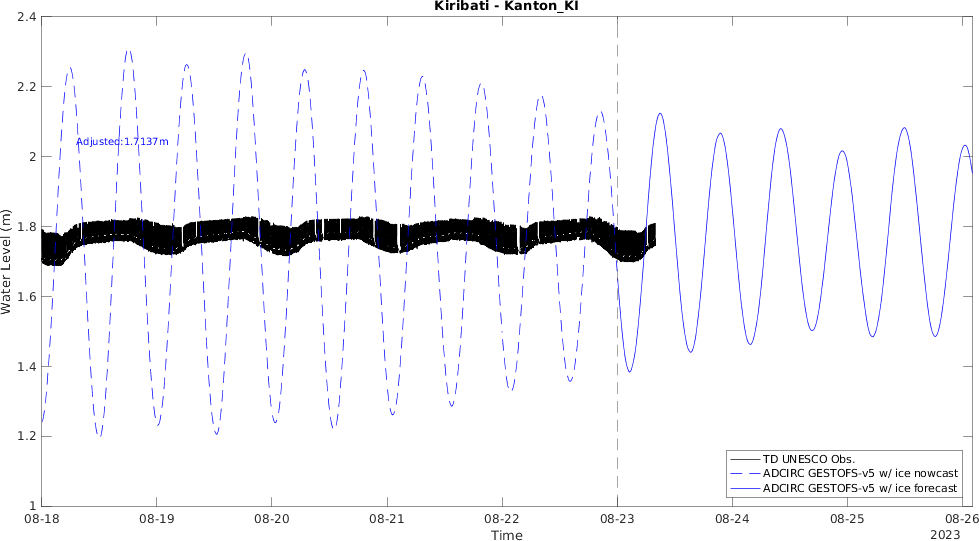 Kiribati - Kanton_KI
2.4
2.2
2
1.8
1.6
1.4
1.2
1
Water Level (m)
Adjusted:1.7137m
TD UNESCO Obs.
ADCIRC GESTOFS-v5 w/ ice nowcast
ADCIRC GESTOFS-v5 w/ ice forecast
08-18
08-19
08-20
08-21
08-22
08-23
08-24
08-25
08-26
Time
2023